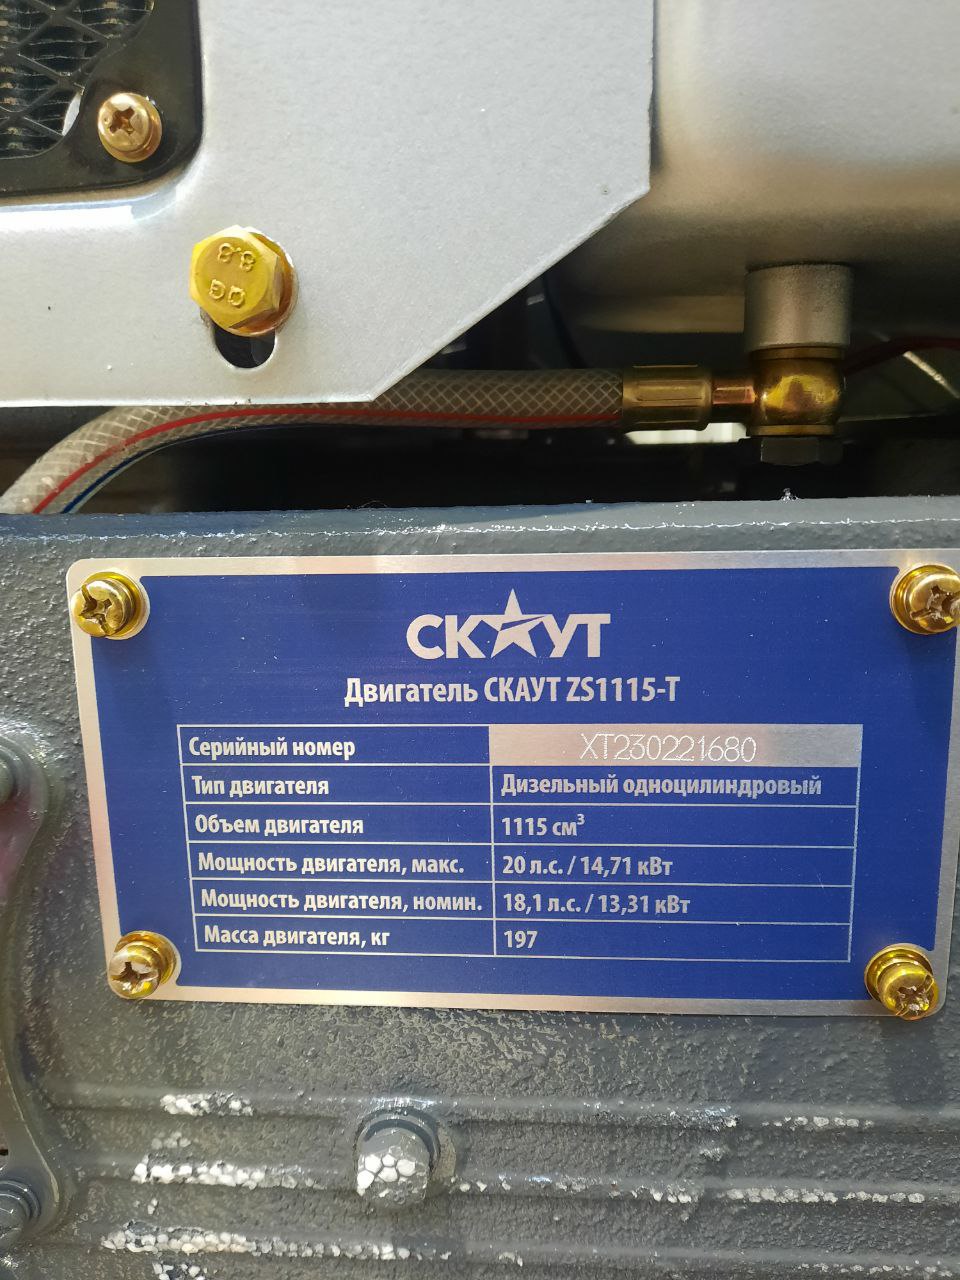 8.8
QG
СКАУТ
Двигатель СКАУТ ZS1115-Т
Серийный номер XT230221680
Тип двигателя Дизельный одноцилиндровый
Объем двигателя 1115 см³
Мощность двигателя, макс. 20 л.с. / 14,71 кВт
Мощность двигателя, номин. 18,1 л.с. / 13,31 кВт
Масса двигателя, кг 197